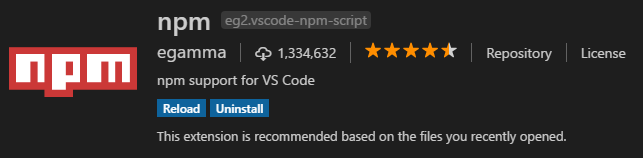 npm eg2.vscode-npm-script
npm
egamma | 1,334,632 | Repository | License
npm support for VS Code
Reload Uninstall
This extension is recommended based on the files you recently opened.